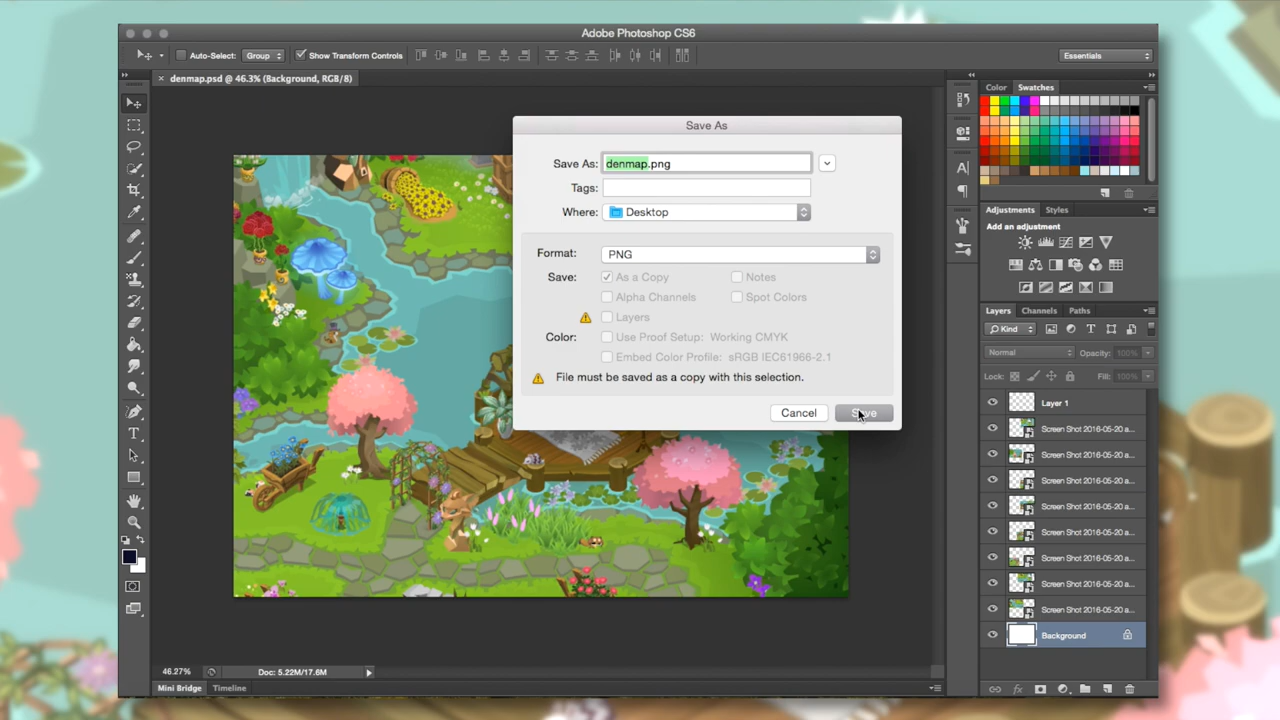 Adobe Photoshop CS6
Auto-Select: Group Show Transform Controls Essentials
× denmap.psd @ 46.3% (Background, RGB/8)
Color Swatches
Save As
Save As: denmap.png
Tags:
Where: Desktop
Format: PNG
Save: As a Copy Notes
Alpha Channels Spot Colors
Layers
Color: Use Proof Setup: Working CMYK
Embed Color Profile: sRGB IEC61966-2.1
File must be saved as a copy with this selection.
Cancel Save
Adjustments Styles
Add an adjustment
Layers Channels Paths
Kind
Normal Opacity: 100%
Lock: Fill: 100%
Layer 1
Screen Shot 2016-05-20 a...
Screen Shot 2016-05-20 a...
Screen Shot 2016-05-20 a...
Screen Shot 2016-05-20 a...
Screen Shot 2016-05-20 a...
Screen Shot 2016-05-20 a...
Screen Shot 2016-05-20 a...
Screen Shot 2016-05-20 a...
Background
46.27% Doc: 5.22M/17.6M
Mini Bridge Timeline